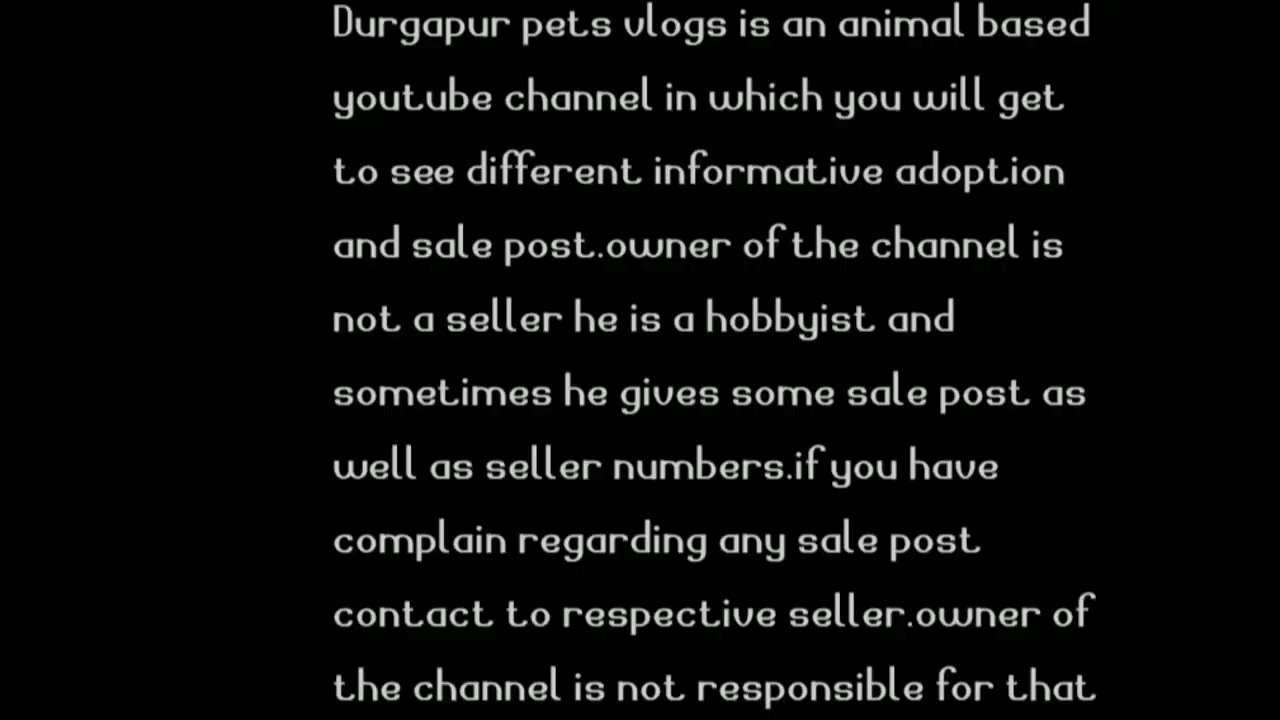 Durgapur pets vlogs is an animal based
youtube channel in which you will get
to see different informative adoption
and sale post.owner of the channel is
not a seller he is a hobbyist and
sometimes he gives some sale post as
well as seller numbers.if you have
complain regarding any sale post
contact to respective seller.owner of
the channel is not responsible for that